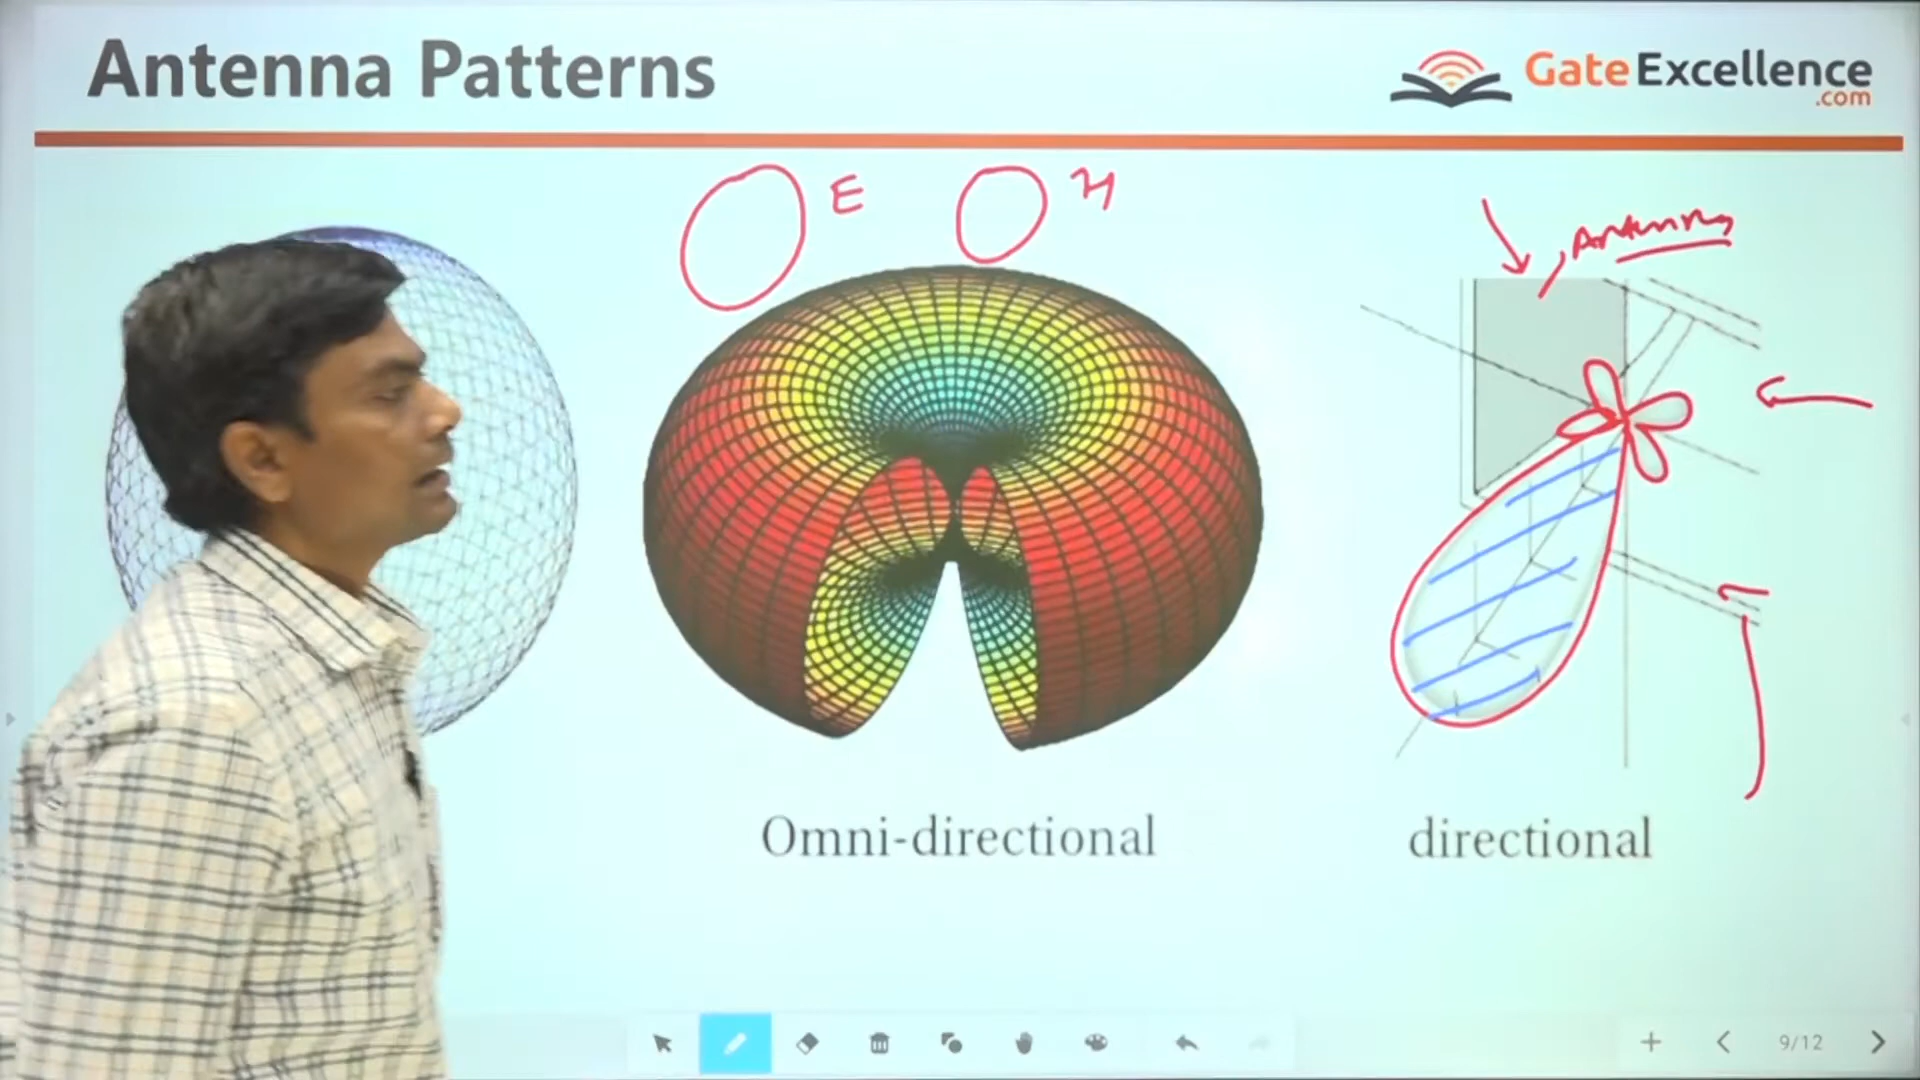 Antenna Patterns
GateExcellence
.com
E
H
Antenna
Omni-directional
directional
9/12